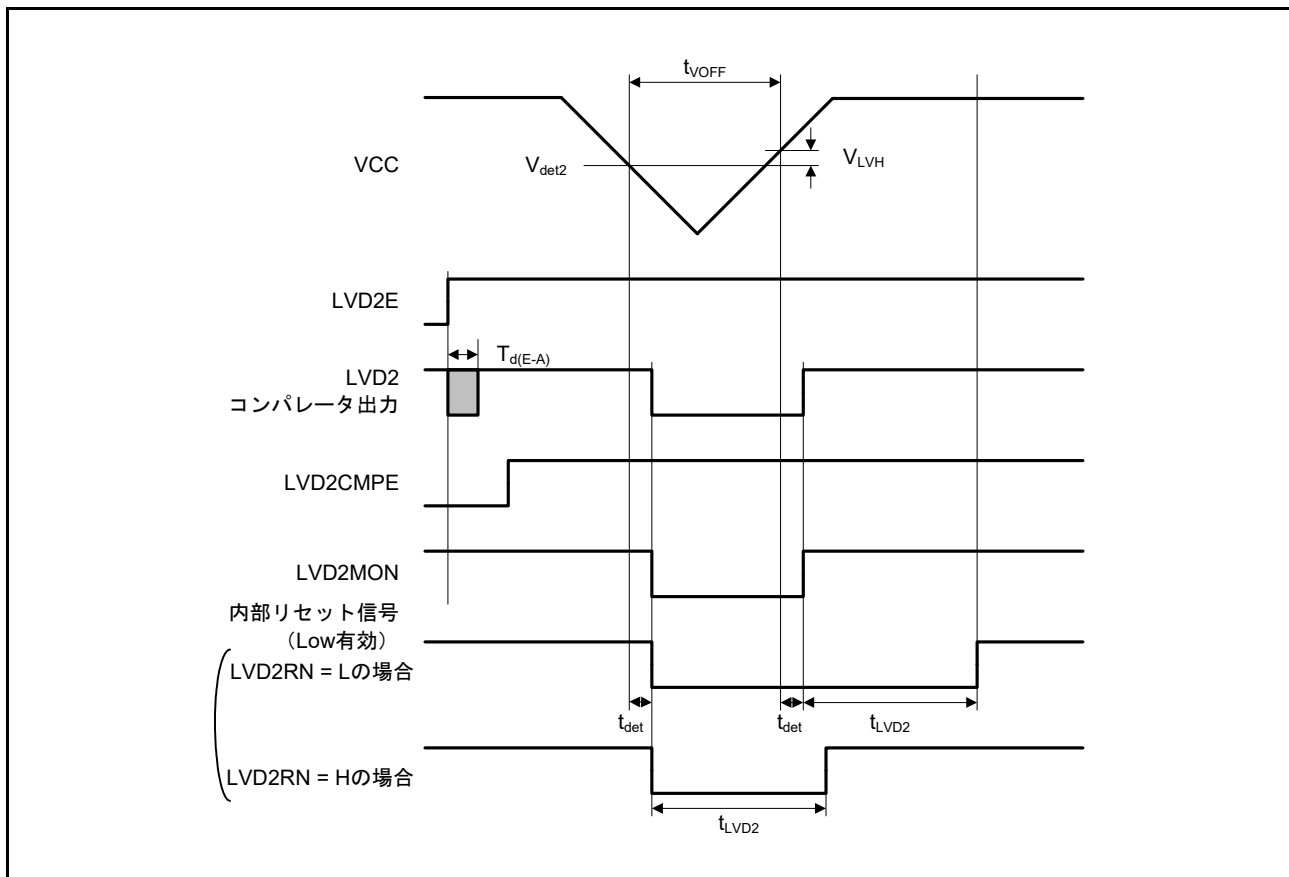 tVOFF
VCC
Vdet2
VLVH
LVD2E
Td(E-A)
LVD2
コンパレータ出力
LVD2CMPE
LVD2MON
内部リセット信号
（Low有効）
LVD2RN = Lの場合
tdet
tdet
tLVD2
LVD2RN = Hの場合
tLVD2